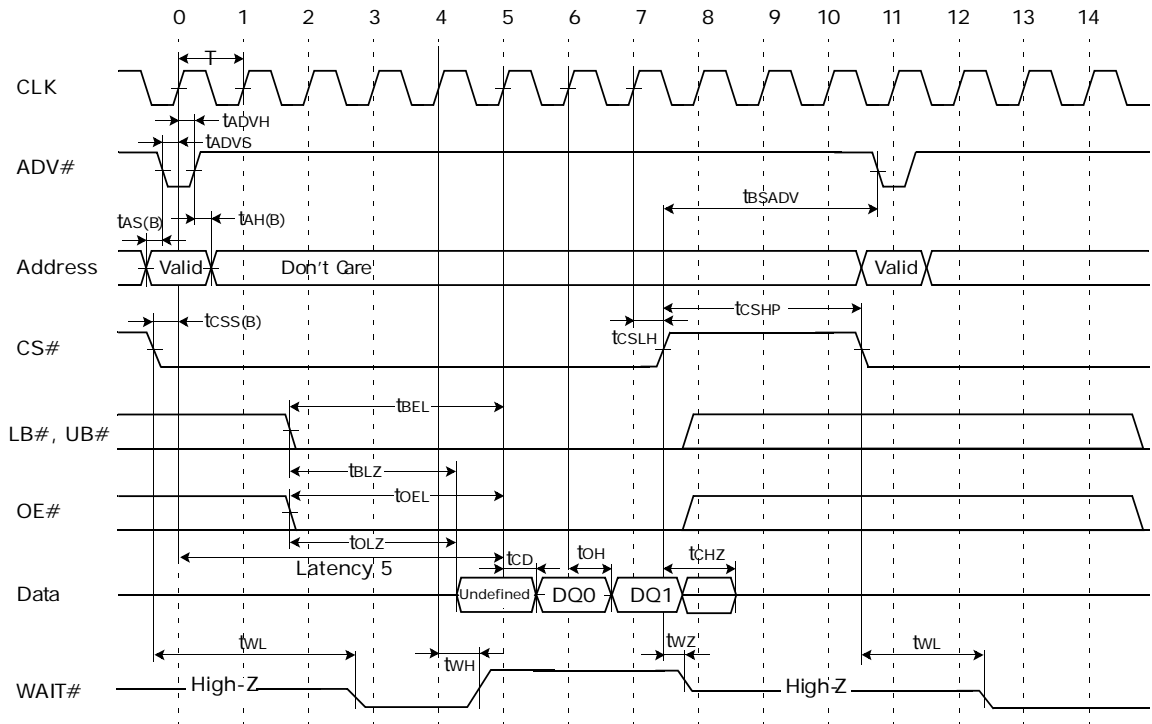 0 1 2 3 4 5 6 7 8 9 10 11 12 13 14
T
CLK
tADVH
tADVS
ADV#
tBSADV
tAS(B) tAH(B)
Address Valid Don't Care Valid
tCSHP
tCSS(B) tCSLH
CS#
tBEL
LB#, UB#
tBLZ
tOEL
OE#
tOLZ
Latency 5 tCD tOH tCHZ
Data Undefined DQ0 DQ1
tWL tWH tWZ tWL
WAIT# High-Z High-Z